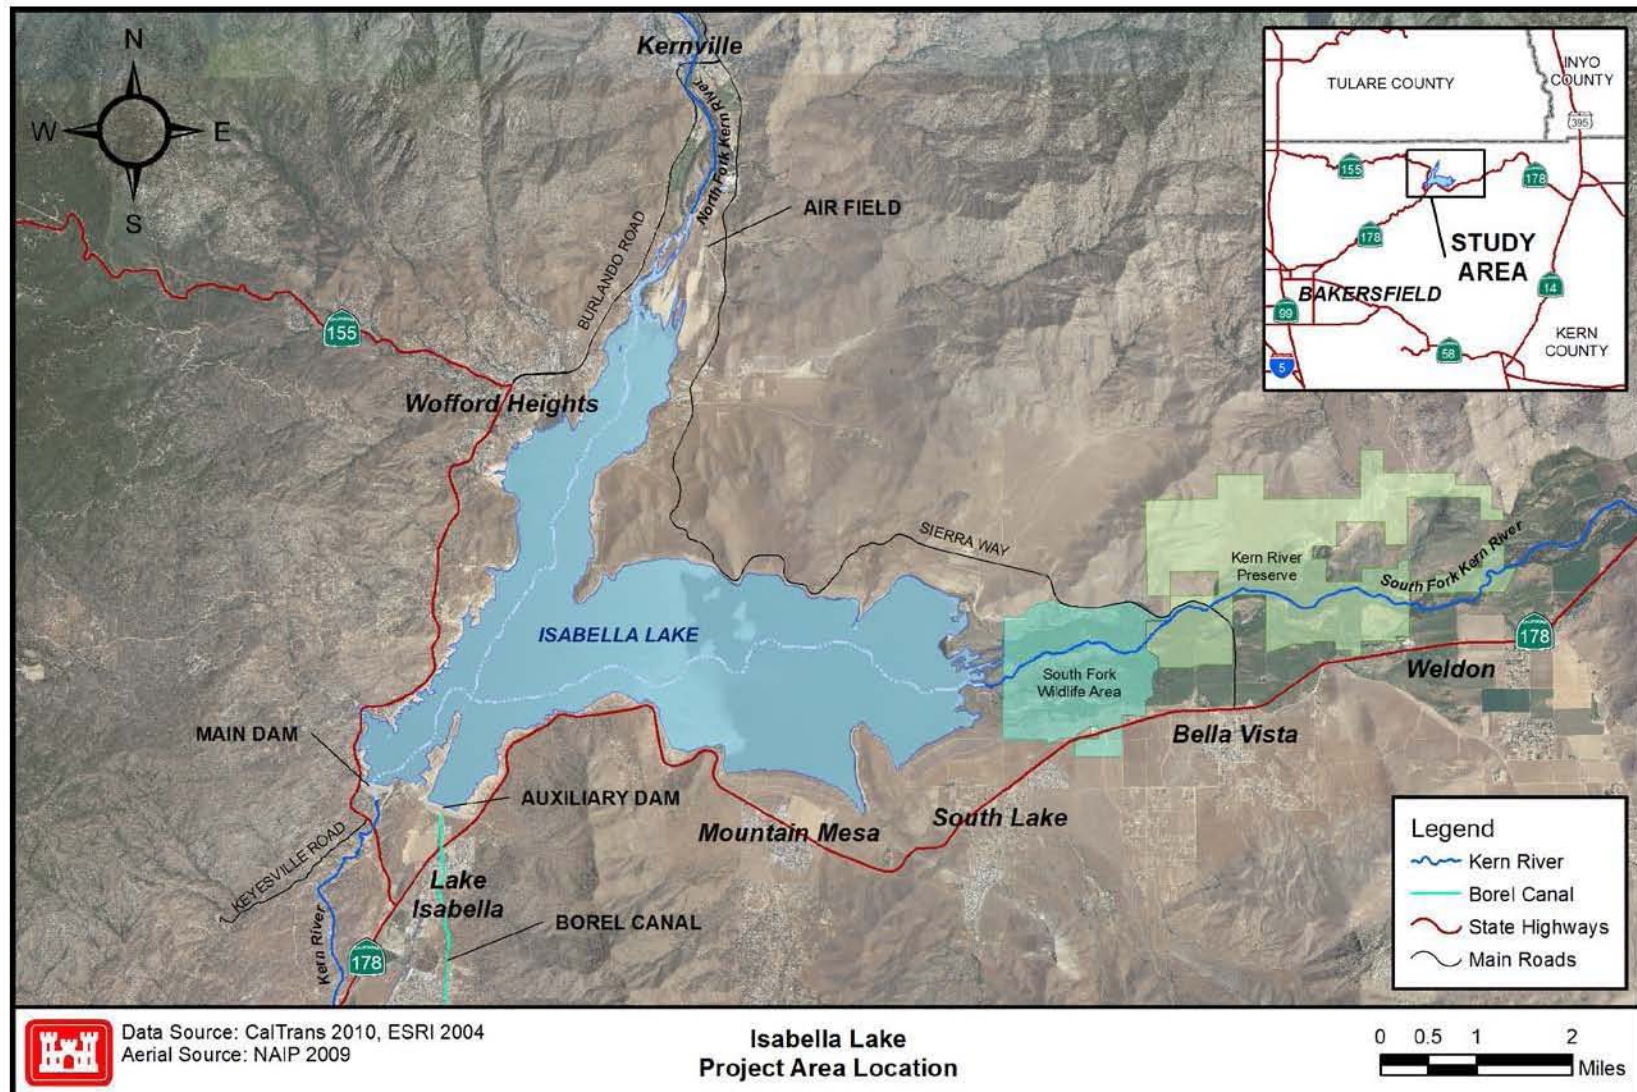 N
W
E
S
Kernville
North Fork Kern River
AIR FIELD
BURLANDO ROAD
155
Wofford Heights
SIERRA WAY
Kern River
Preserve
South Fork Kern River
ISABELLA LAKE
178
Weldon
South Fork
Wildlife Area
Bella Vista
MAIN DAM
AUXILIARY DAM
South Lake
Mountain Mesa
KEYESVILLE ROAD
Lake
Isabella
BOREL CANAL
Kern River
178
TULARE COUNTY
INYO
COUNTY
395
155
178
178
STUDY
AREA
BAKERSFIELD
14
99
KERN
COUNTY
58
5
Legend
Kern River
Borel Canal
State Highways
Main Roads
Data Source: CalTrans 2010, ESRI 2004
Aerial Source: NAIP 2009
Isabella Lake
Project Area Location
0 0.5 1 2
Miles